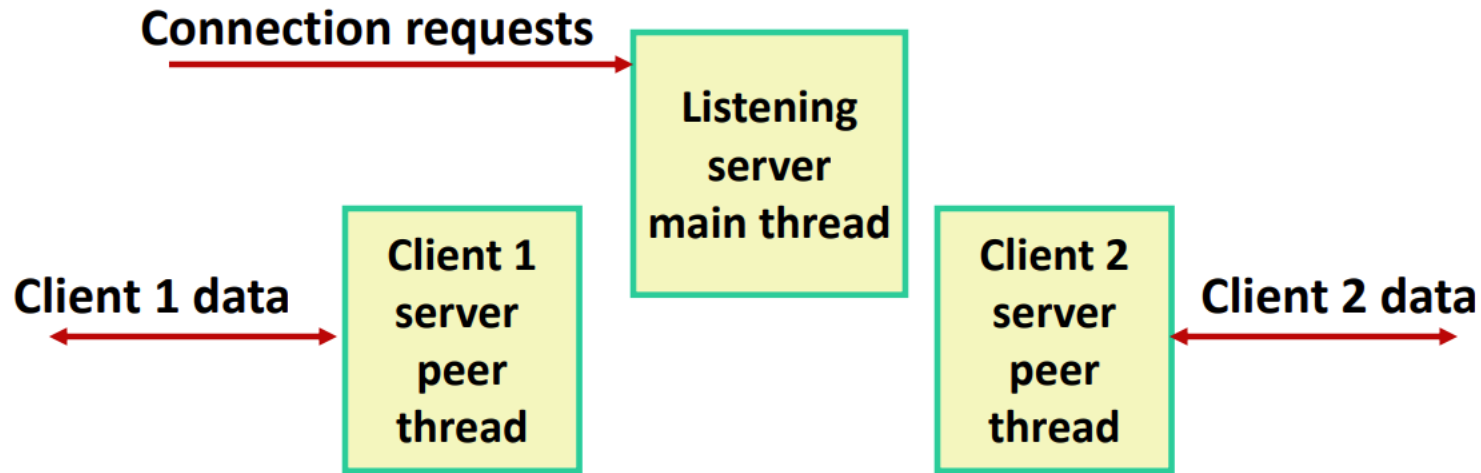 Connection requests
Listening
server
main thread
Client 1 data
Client 1
server
peer
thread
Client 2
server
peer
thread
Client 2 data